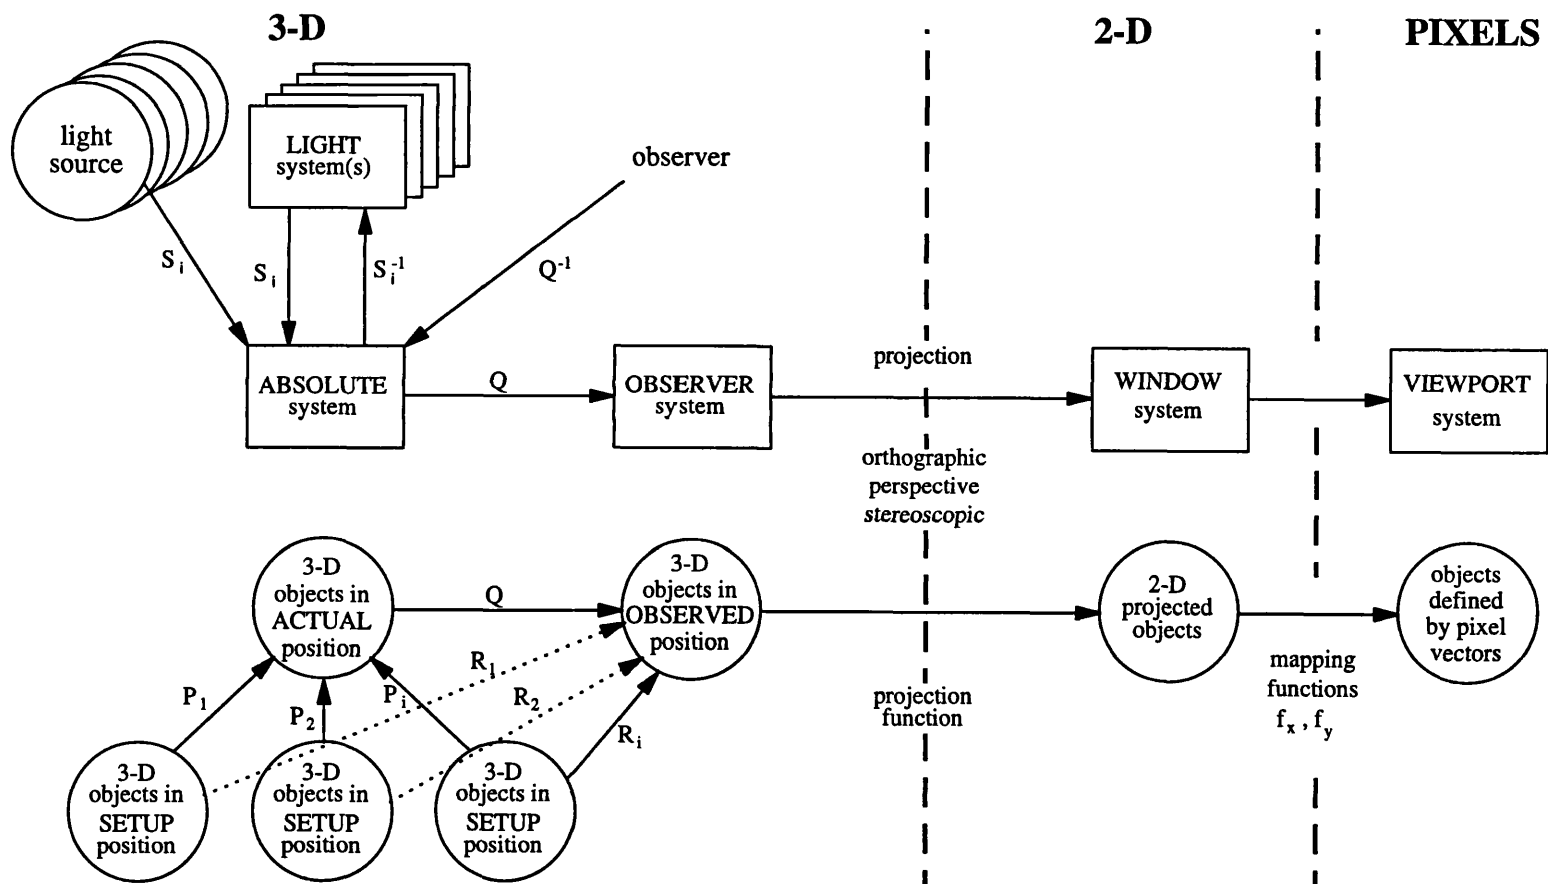 3-D
2-D
PIXELS
light
source
LIGHT
system(s)
observer
S i
S i
S i -1
Q -1
ABSOLUTE
system
Q
OBSERVER
system
projection
WINDOW
system
VIEWPORT
system
orthographic
perspective
stereoscopic
3-D
objects in
ACTUAL
position
Q
3-D
objects in
OBSERVED
position
2-D
projected
objects
objects
defined
by pixel
vectors
P 1
P 2
P i
R 1
R 2
R i
projection
function
mapping
functions
f x , f y
3-D
objects in
SETUP
position
3-D
objects in
SETUP
position
3-D
objects in
SETUP
position